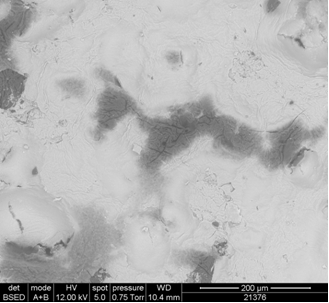 det mode HV spot pressure WD 200 µm
BSED A+B 12.00 kV 5.0 0.75 Torr 10.4 mm 21376